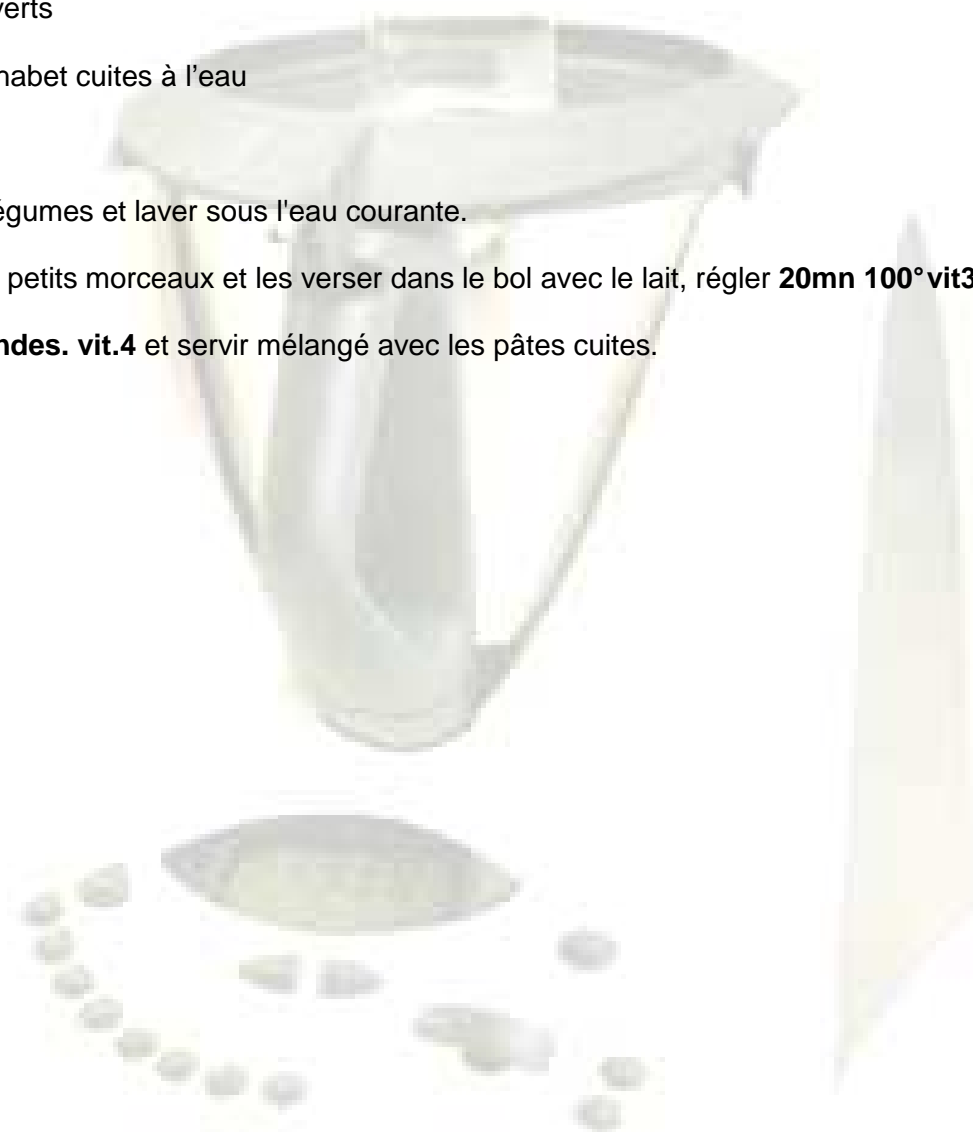 verts
habet cuites à l’eau
égumes et laver sous l'eau courante.
petits morceaux et les verser dans le bol avec le lait, régler 20mn 100° vit3
ndes. vit.4 et servir mélangé avec les pâtes cuites.